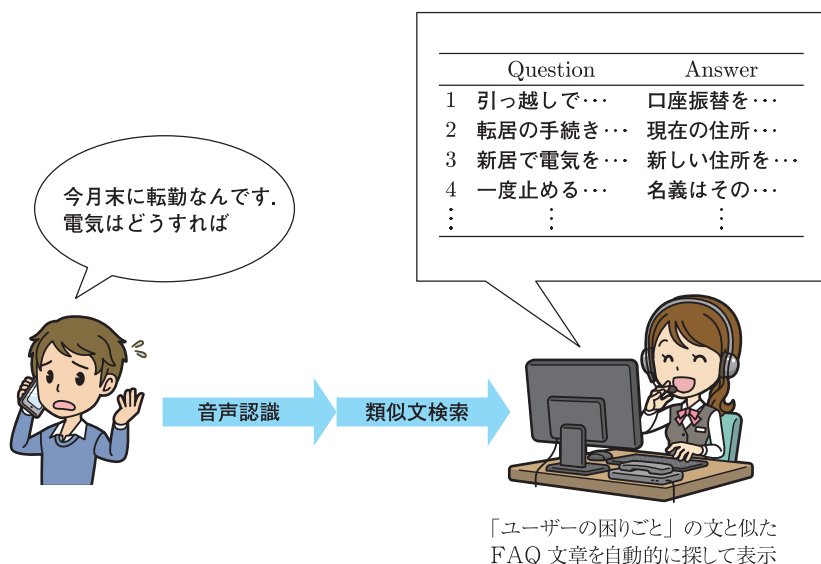 Question Answer
1 引っ越しで･･･ 口座振替を･･･
2 転居の手続き･･･ 現在の住所･･･
3 新居で電気を･･･ 新しい住所を･･･
4 一度止める･･･ 名義はその･･･
⋮ ⋮ ⋮
今月末に転勤なんです.
電気はどうすれば
音声認識 類似文検索
「ユーザーの困りごと」の文と似た
FAQ 文章を自動的に探して表示